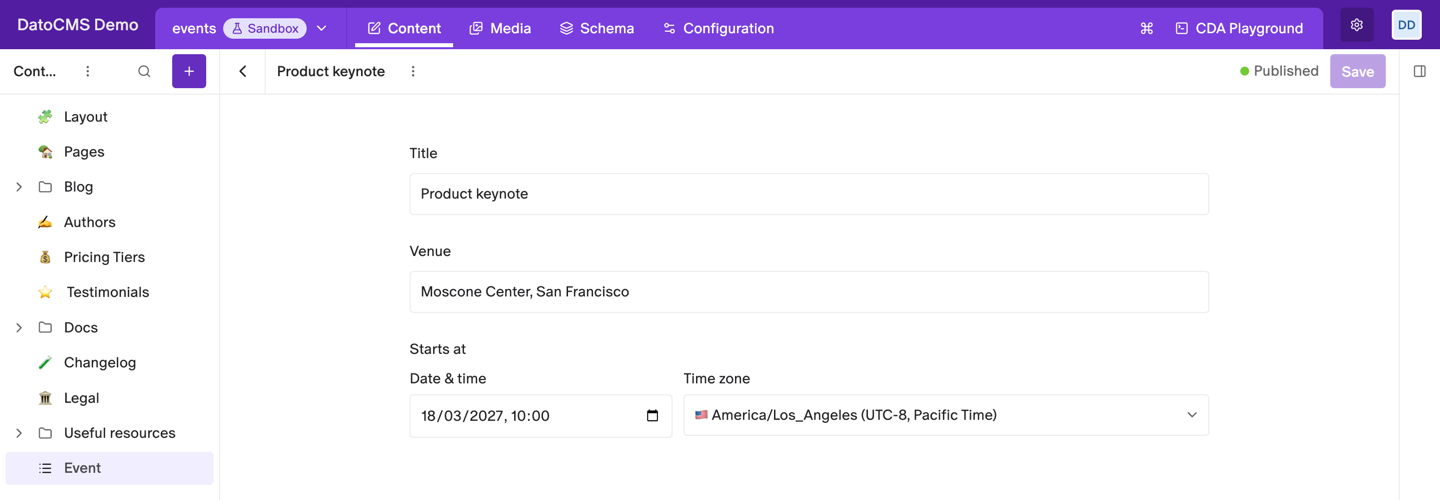 DatoCMS Demo
events Sandbox
Content
Media
Schema
Configuration
CDA Playground
DD
Cont...
Product keynote
Published
Save
Layout
Pages
Blog
Authors
Pricing Tiers
Testimonials
Docs
Changelog
Legal
Useful resources
Event
Title
Product keynote
Venue
Moscone Center, San Francisco
Starts at
Date & time
Time zone
18/03/2027, 10:00
America/Los_Angeles (UTC-8, Pacific Time)